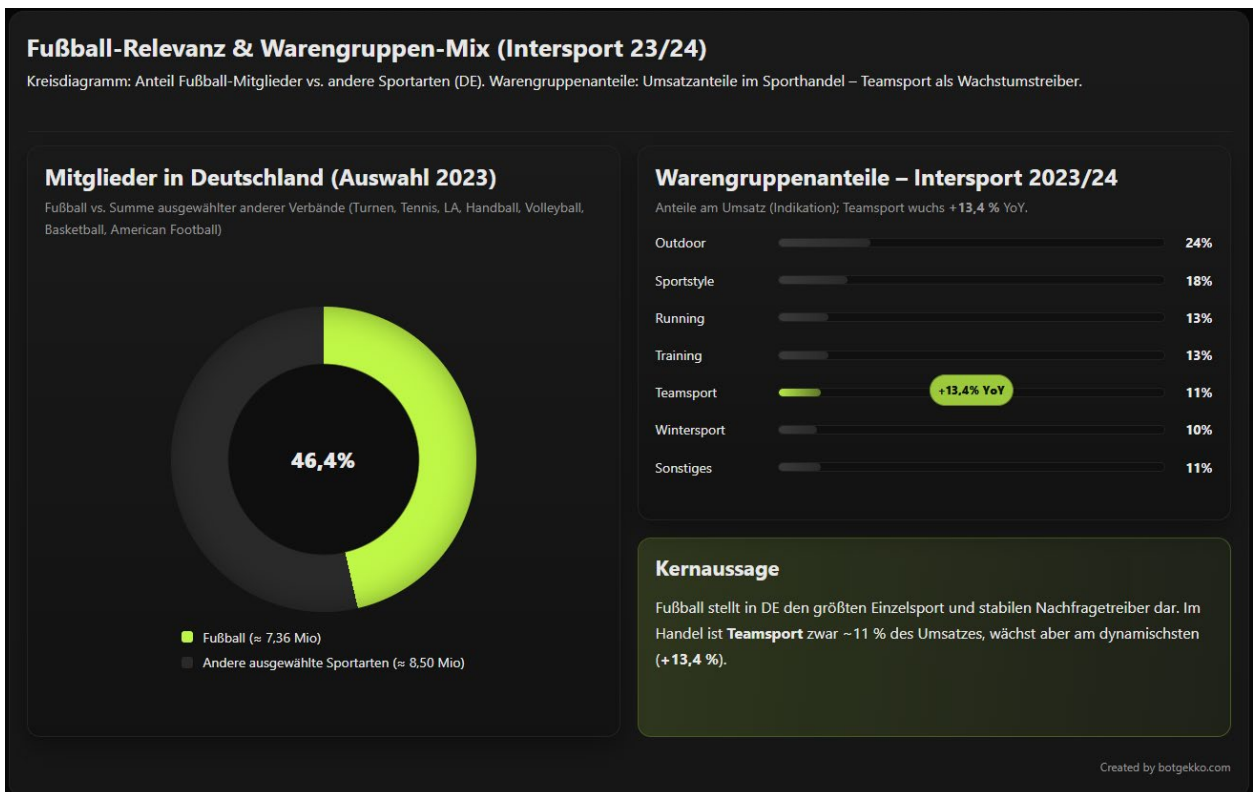 Fußball-Relevanz & Warengruppen-Mix (Intersport 23/24)
Kreisdiagramm: Anteil Fußball-Mitglieder vs. andere Sportarten (DE). Warengruppenanteile: Umsatzanteile im Sporthandel – Teamsport als Wachstumstreiber.
Mitglieder in Deutschland (Auswahl 2023)
Fußball vs. Summe ausgewählter anderer Verbände (Turnen, Tennis, LA, Handball, Volleyball,
Basketball, American Football)
46,4%
Fußball (≈ 7,36 Mio)
Andere ausgewählte Sportarten (≈ 8,50 Mio)
Warengruppenanteile – Intersport 2023/24
Anteile am Umsatz (Indikation); Teamsport wuchs +13,4 % YoY.
Outdoor 24%
Sportstyle 18%
Running 13%
Training 13%
Teamsport +13,4% YoY 11%
Wintersport 10%
Sonstiges 11%
Kernaussage
Fußball stellt in DE den größten Einzelsport und stabilen Nachfragetreiber dar. Im
Handel ist Teamsport zwar ~11 % des Umsatzes, wächst aber am dynamischsten
(+13,4 %).
Created by botgekko.com